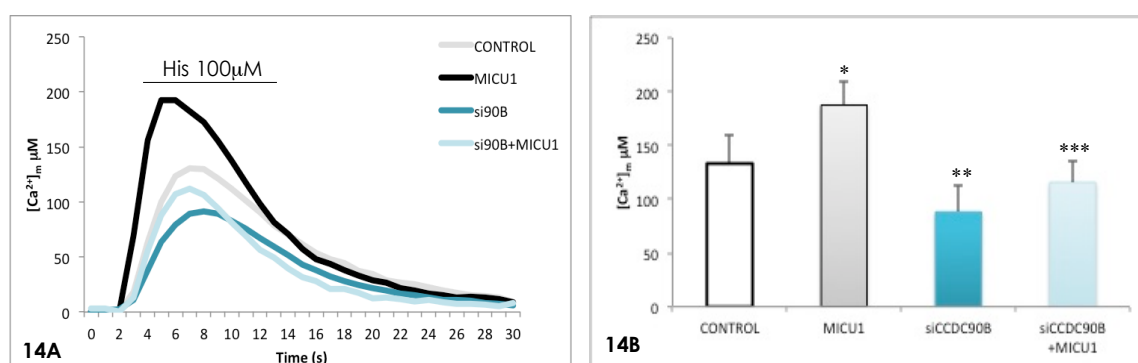 250
200
150
100
50
0
[Ca²⁺]ₘ μM
His 100μM
CONTROL
MICU1
si90B
si90B+MICU1
0 2 4 6 8 10 12 14 16 18 20 22 24 26 28 30
Time (s)
14A
250
200
150
100
50
0
[Ca²⁺]ₘ μM
*
**
***
CONTROL
MICU1
siCCDC90B
siCCDC90B
+MICU1
14B